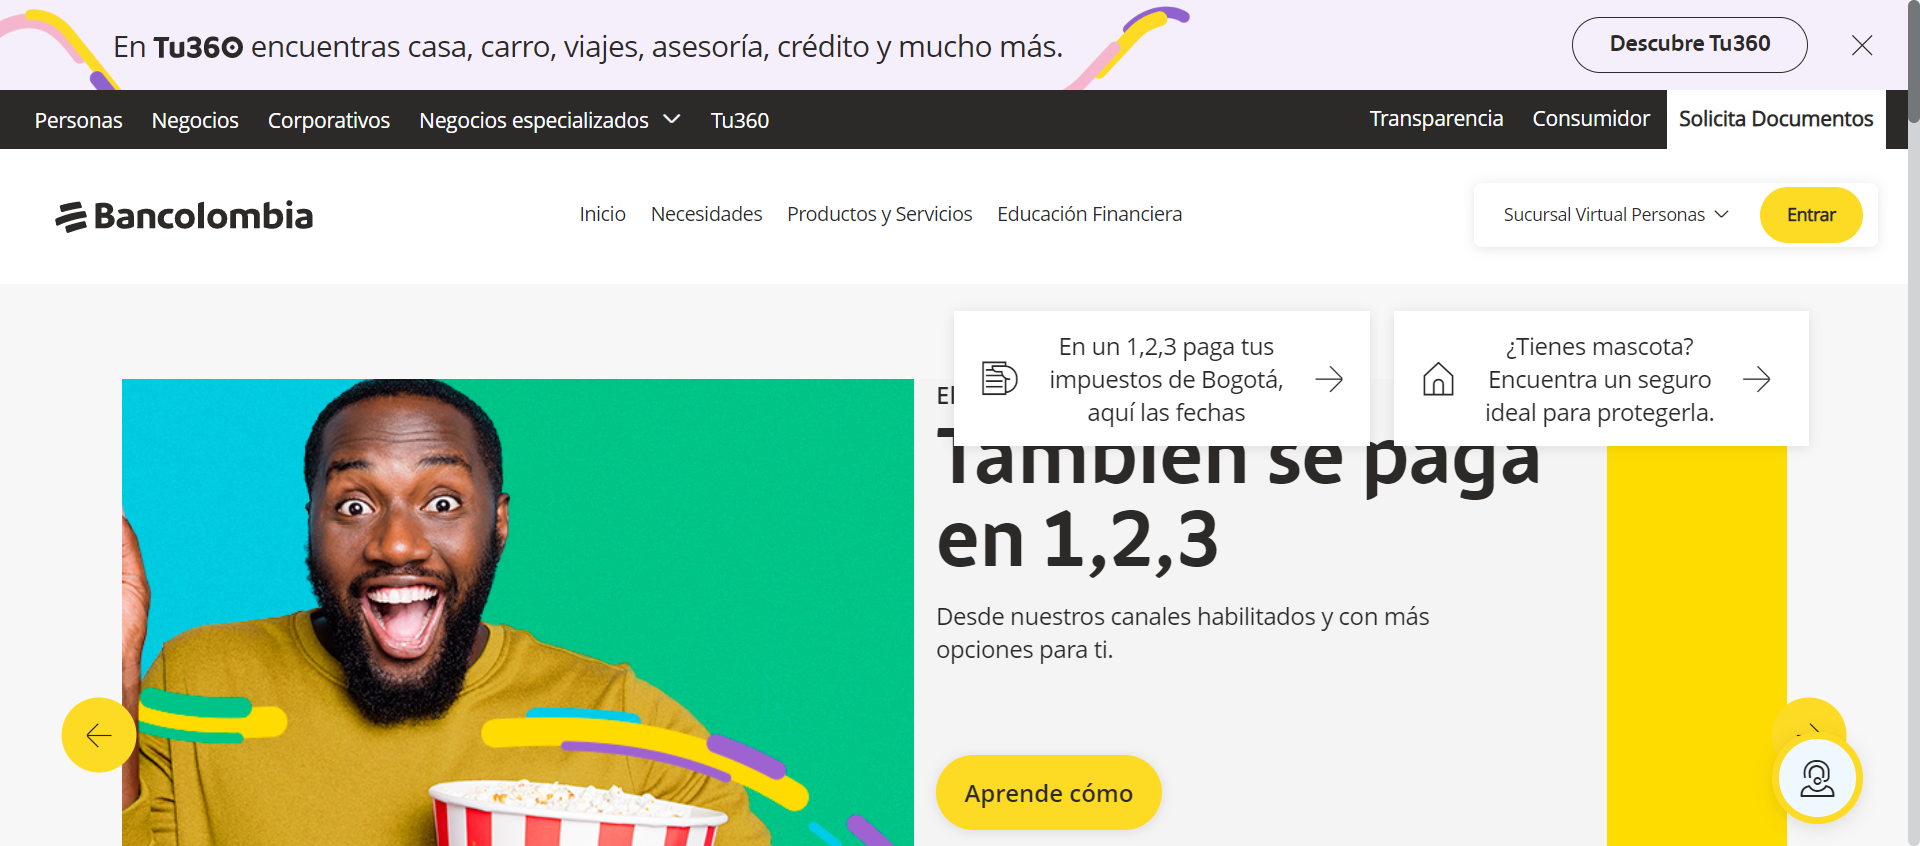 En Tu360 encuentras casa, carro, viajes, asesoría, crédito y mucho más.
Descubre Tu360
Personas Negocios Corporativos Negocios especializados Tu360
Transparencia Consumidor Solicita Documentos
Bancolombia
Inicio Necesidades Productos y Servicios Educación Financiera
Sucursal Virtual Personas
Entrar
En un 1,2,3 paga tus
impuestos de Bogotá,
aquí las fechas
¿Tienes mascota?
Encuentra un seguro
ideal para protegerla.
También se paga
en 1,2,3
Desde nuestros canales habilitados y con más
opciones para ti.
Aprende cómo